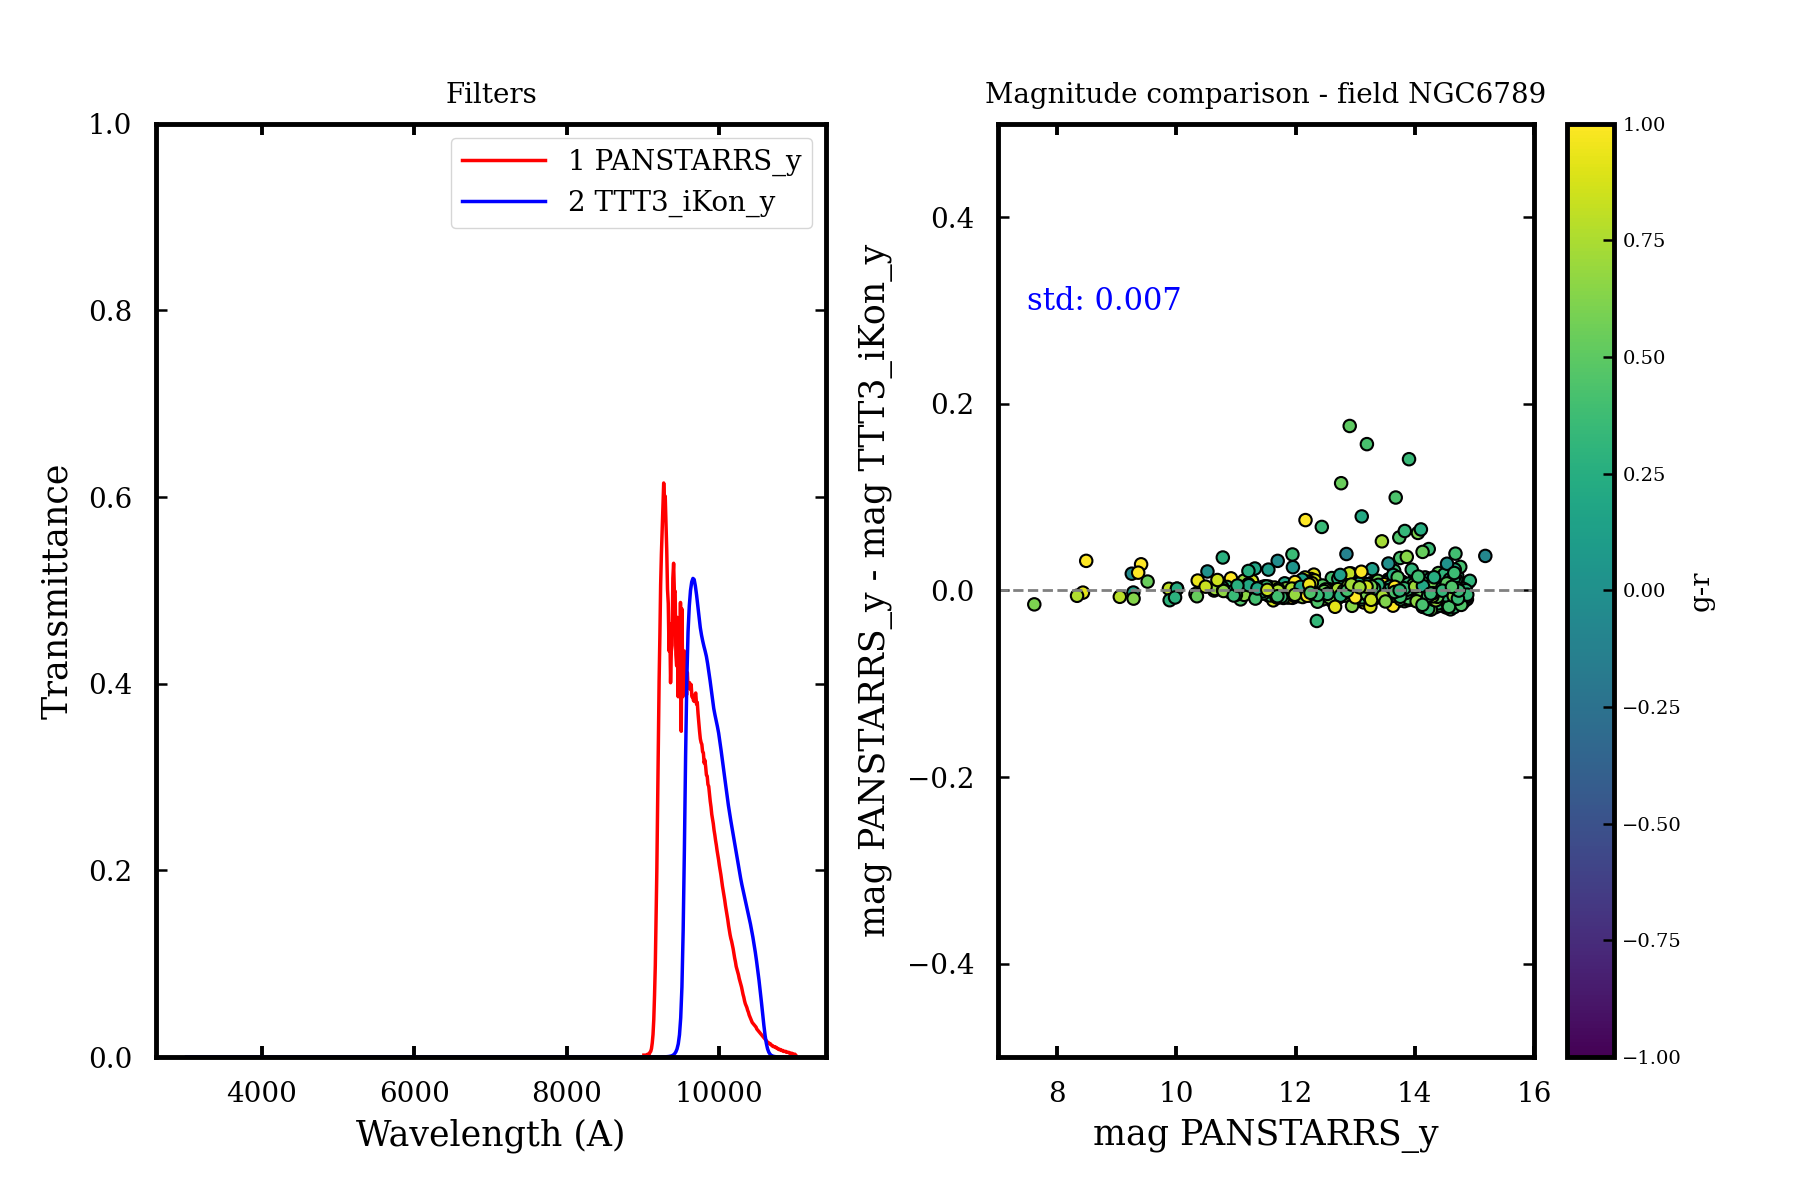 Filters
1.0
0.8
0.6
0.4
0.2
0.0
Transmittance
1 PANSTARRS_y
2 TTT3_iKon_y
4000
6000
8000
10000
Wavelength (A)
Magnitude comparison - field NGC6789
mag PANSTARRS_y - mag TTT3_iKon_y
0.4
0.2
0.0
−0.2
−0.4
std: 0.007
8
10
12
14
16
mag PANSTARRS_y
1.00
0.75
0.50
0.25
0.00
−0.25
−0.50
−0.75
−1.00
g-r